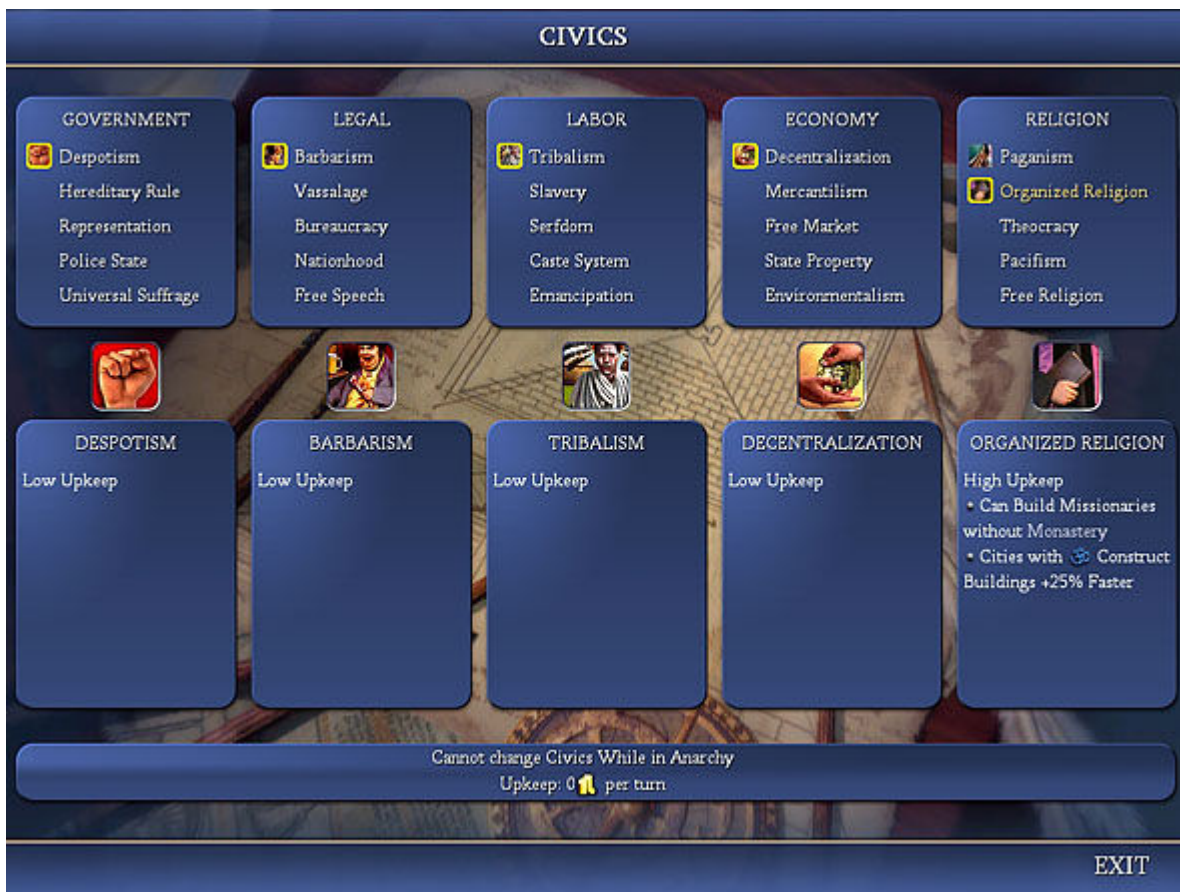 CIVICS
GOVERNMENT
Despotism
Hereditary Rule
Representation
Police State
Universal Suffrage
LEGAL
Barbarism
Vassalage
Bureaucracy
Nationhood
Free Speech
LABOR
Tribalism
Slavery
Serfdom
Caste System
Emancipation
ECONOMY
Decentralization
Mercantilism
Free Market
State Property
Environmentalism
RELIGION
Paganism
Organized Religion
Theocracy
Pacifism
Free Religion
DESPOTISM
Low Upkeep
BARBARISM
Low Upkeep
TRIBALISM
Low Upkeep
DECENTRALIZATION
Low Upkeep
ORGANIZED RELIGION
High Upkeep
• Can Build Missionaries
without Monastery
• Cities with 🕉 Construct
Buildings +25% Faster
Cannot change Civics While in Anarchy
Upkeep: 0 per turn
EXIT